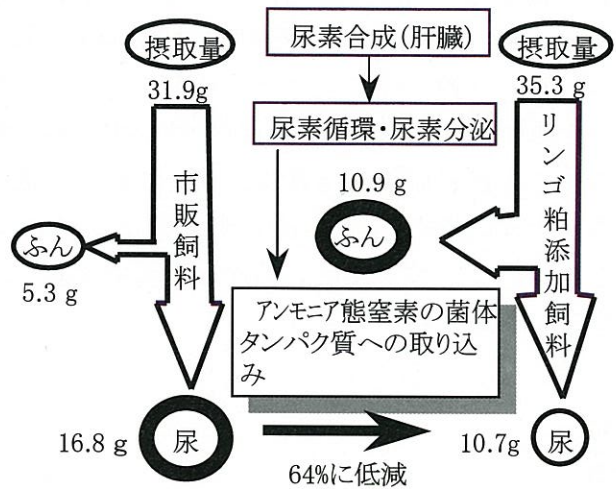 摂取量
31.9g
市販飼料
ふん
5.3 g
16.8 g
尿
尿素合成(肝臓)
尿素循環・尿素分泌
10.9 g
ふん
アンモニア態窒素の菌体
タンパク質への取り込
み
64%に低減
摂取量
35.3 g
リンゴ粕添加飼料
10.7g
尿